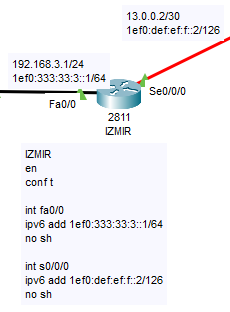 13.0.0.2/30
1ef0:def:ef:f::2/126
192.168.3.1/24
1ef0:333:33:3::1/64
Fa0/0
Se0/0/0
2811
IZMIR
IZMIR
en
conf t
int fa0/0
ipv6 add 1ef0:333:33:3::1/64
no sh
int s0/0/0
ipv6 add 1ef0:def:ef:f::2/126
no sh